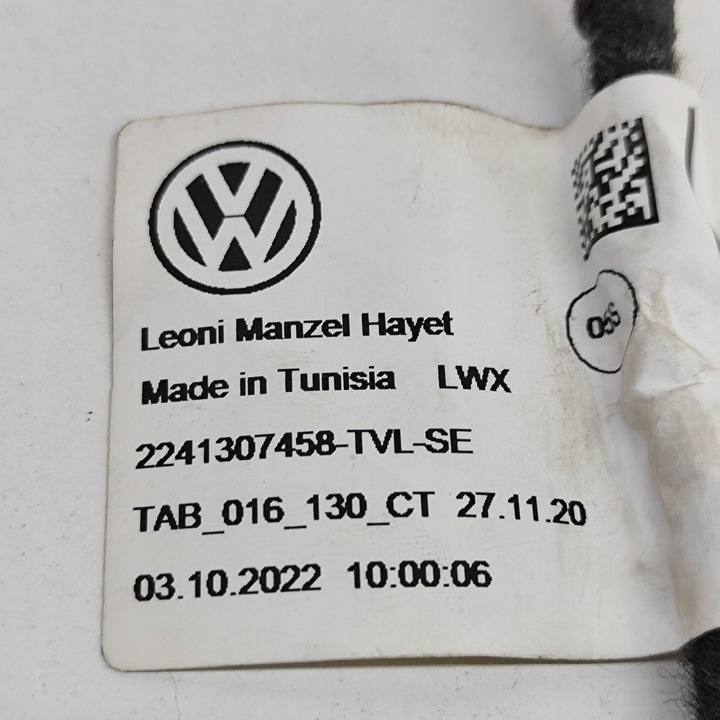 Leoni Manzel Hayet
Made in Tunisia LWX
2241307458-TVL-SE
TAB_016_130_CT 27.11.20
03.10.2022 10:00:06